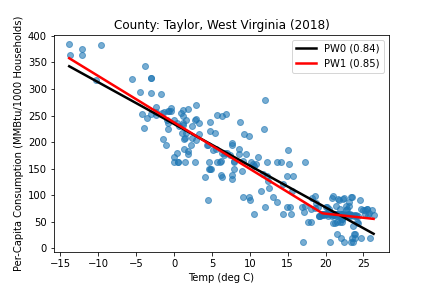 County: Taylor, West Virginia (2018)
Per-Capita Consumption (MMBtu/1000 Households)
400
350
300
250
200
150
100
50
0
PW0 (0.84)
PW1 (0.85)
−15 −10 −5 0 5 10 15 20 25
Temp (deg C)